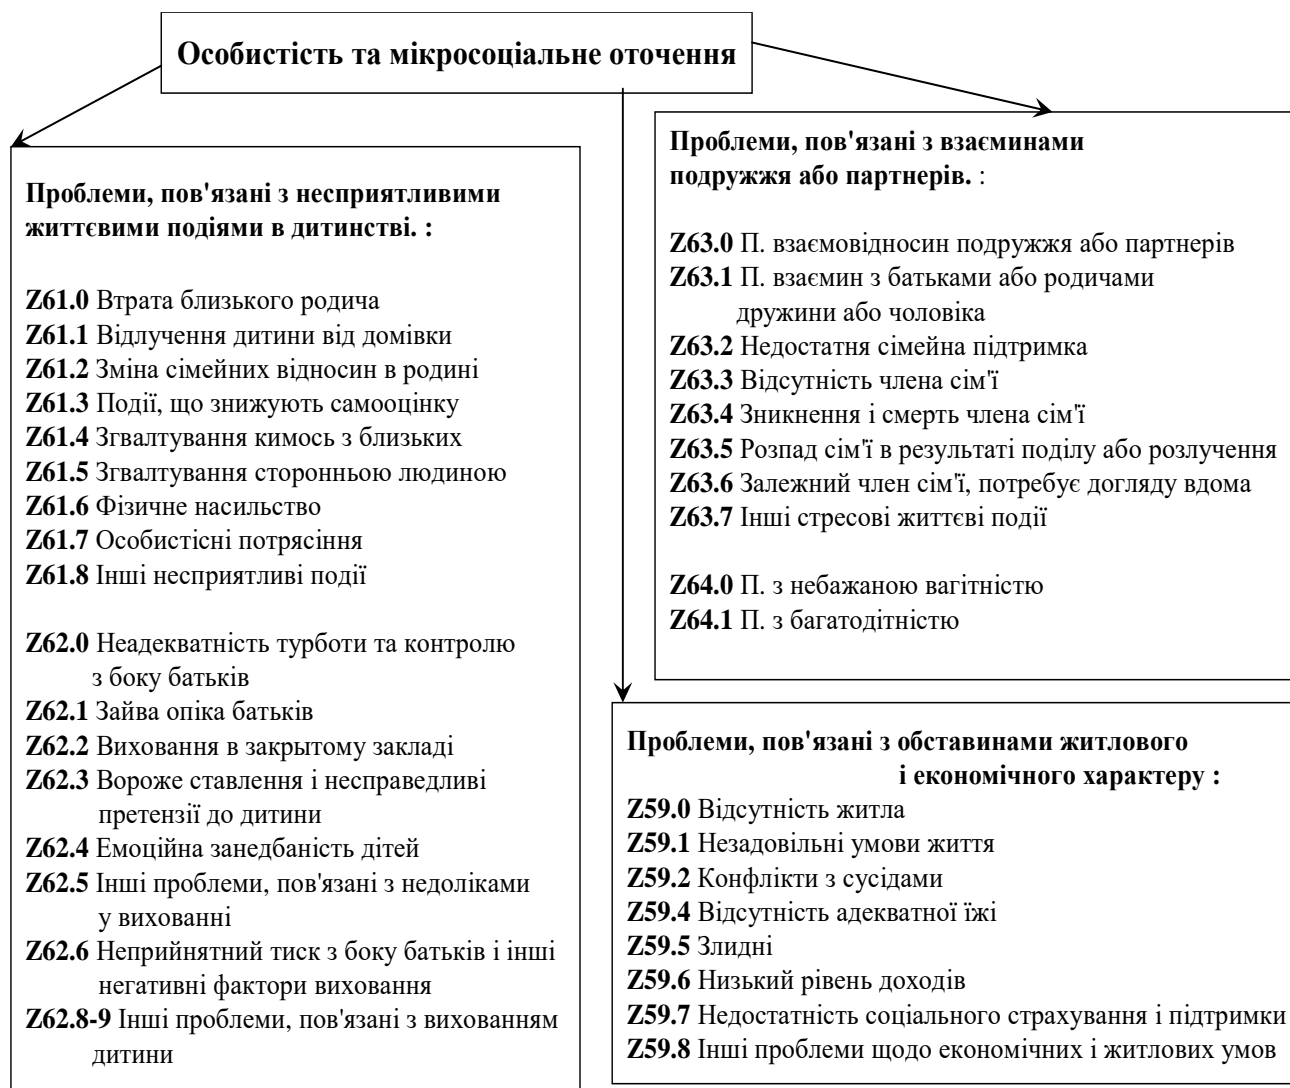 Особистість та мікросоціальне оточення
Проблеми, пов'язані з несприятливими
життєвими подіями в дитинстві. :
Z61.0 Втрата близького родича
Z61.1 Відлучення дитини від домівки
Z61.2 Зміна сімейних відносин в родині
Z61.3 Події, що знижують самооцінку
Z61.4 Згвалтування кимось з близьких
Z61.5 Згвалтування сторонньою людиною
Z61.6 Фізичне насильство
Z61.7 Особистісні потрясіння
Z61.8 Інші несприятливі події
Z62.0 Неадекватність турботи та контролю
з боку батьків
Z62.1 Зайва опіка батьків
Z62.2 Виховання в закритому закладі
Z62.3 Вороже ставлення і несправедливі
претензії до дитини
Z62.4 Емоційна занедбаність дітей
Z62.5 Інші проблеми, пов'язані з недоліками
у вихованні
Z62.6 Неприйнятний тиск з боку батьків і інші
негативні фактори виховання
Z62.8-9 Інші проблеми, пов'язані з вихованням
дитини
Проблеми, пов'язані з взаєминами
подружжя або партнерів. :
Z63.0 П. взаємовідносин подружжя або партнерів
Z63.1 П. взаємин з батьками або родичами
дружини або чоловіка
Z63.2 Недостатня сімейна підтримка
Z63.3 Відсутність члена сім'ї
Z63.4 Зникнення і смерть члена сім'ї
Z63.5 Розпад сім'ї в результаті поділу або розлучення
Z63.6 Залежний член сім'ї, потребує догляду вдома
Z63.7 Інші стресові життєві події
Z64.0 П. з небажаною вагітністю
Z64.1 П. з багатодітністю
Проблеми, пов'язані з обставинами житлового
і економічного характеру :
Z59.0 Відсутність житла
Z59.1 Незадовільні умови життя
Z59.2 Конфлікти з сусідами
Z59.4 Відсутність адекватної їжі
Z59.5 Злидні
Z59.6 Низький рівень доходів
Z59.7 Недостатність соціального страхування і підтримки
Z59.8 Інші проблеми щодо економічних і житлових умов